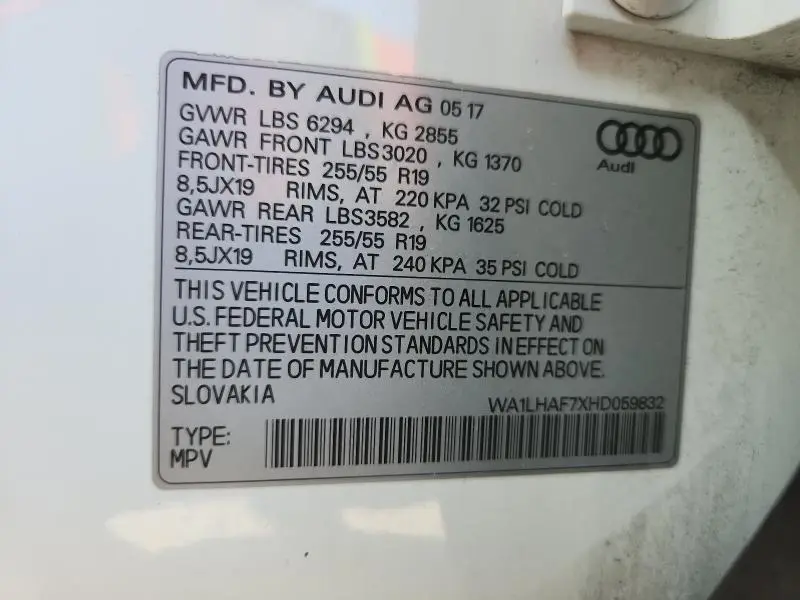 MFD. BY AUDI AG 05 17
GVWR LBS 6294 , KG 2855
GAWR FRONT LBS3020 , KG 1370
FRONT-TIRES 255/55 R19
8,5JX19 RIMS, AT 220 KPA 32 PSI COLD
GAWR REAR LBS3582 , KG 1625
REAR-TIRES 255/55 R19
8,5JX19 RIMS, AT 240 KPA 35 PSI COLD
Audi
THIS VEHICLE CONFORMS TO ALL APPLICABLE
U.S. FEDERAL MOTOR VEHICLE SAFETY AND
THEFT PREVENTION STANDARDS IN EFFECT ON
THE DATE OF MANUFACTURE SHOWN ABOVE.
SLOVAKIA
WA1LHAF7XHD059832
TYPE:
MPV